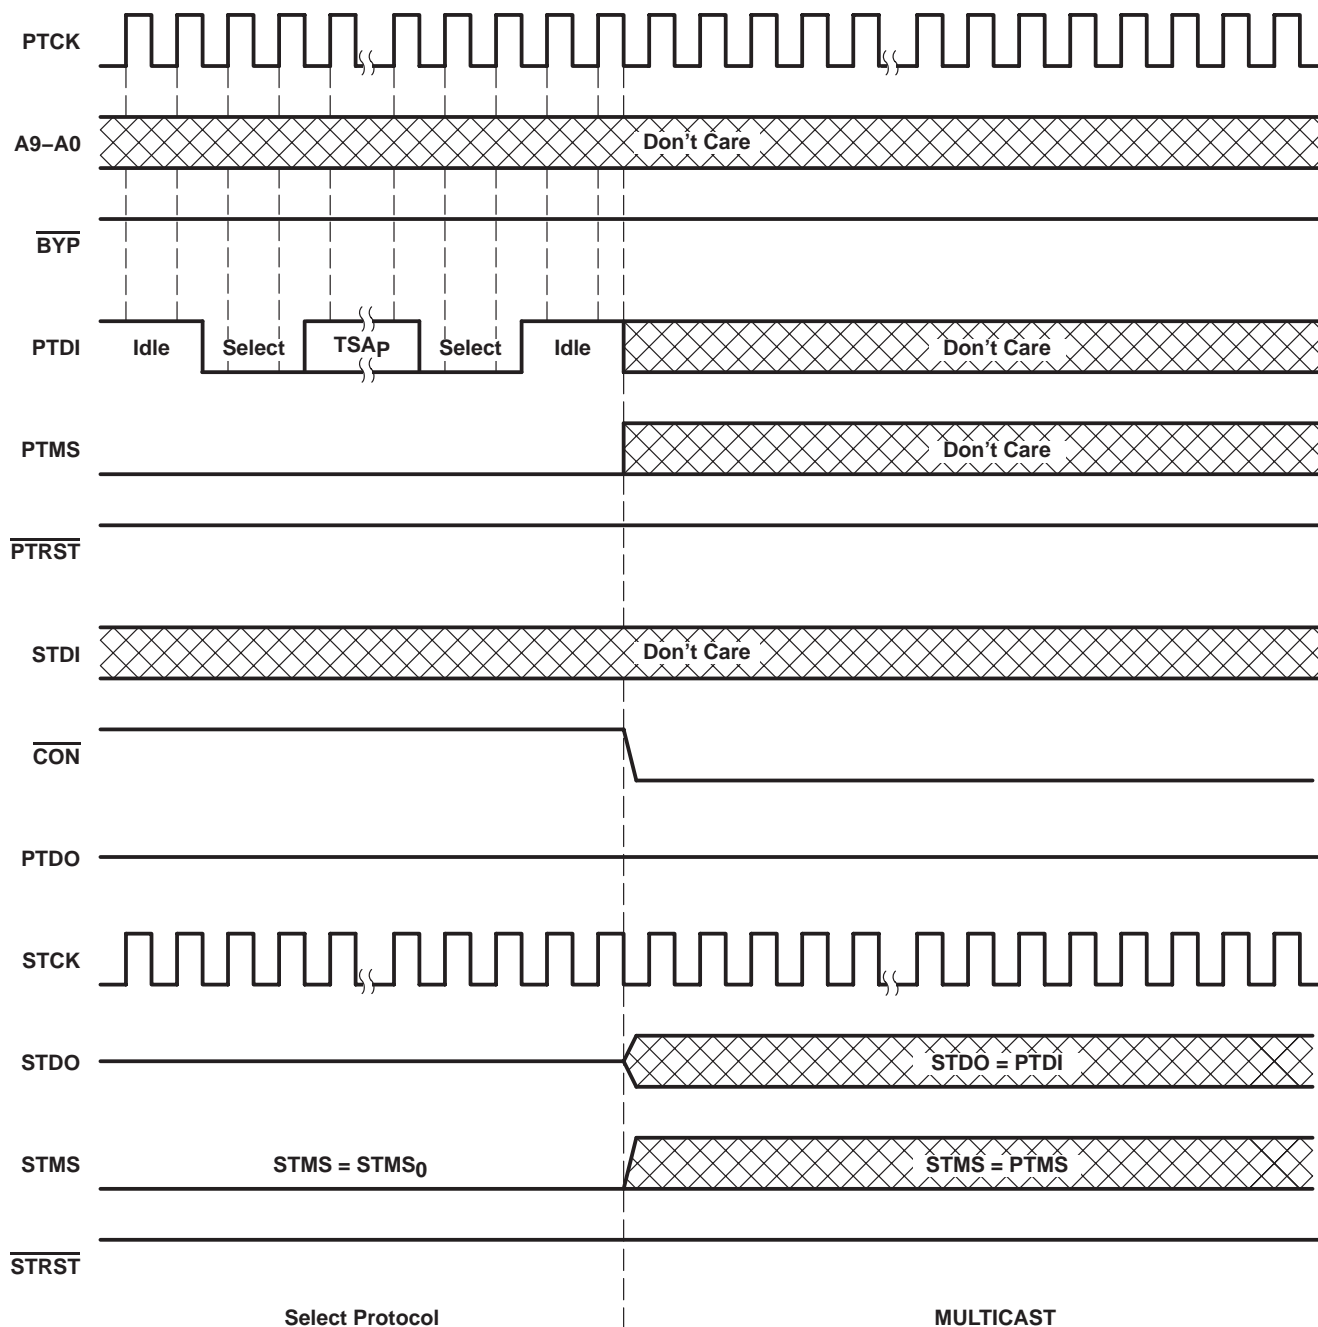 PTCK
A9–A0
Don't Care
BYP
PTDI
Idle
Select
TSAP
Select
Idle
Don't Care
PTMS
Don't Care
PTRST
STDI
Don't Care
CON
PTDO
STCK
STDO
STDO = PTDI
STMS
STMS = STMS0
STMS = PTMS
STRST
Select Protocol
MULTICAST